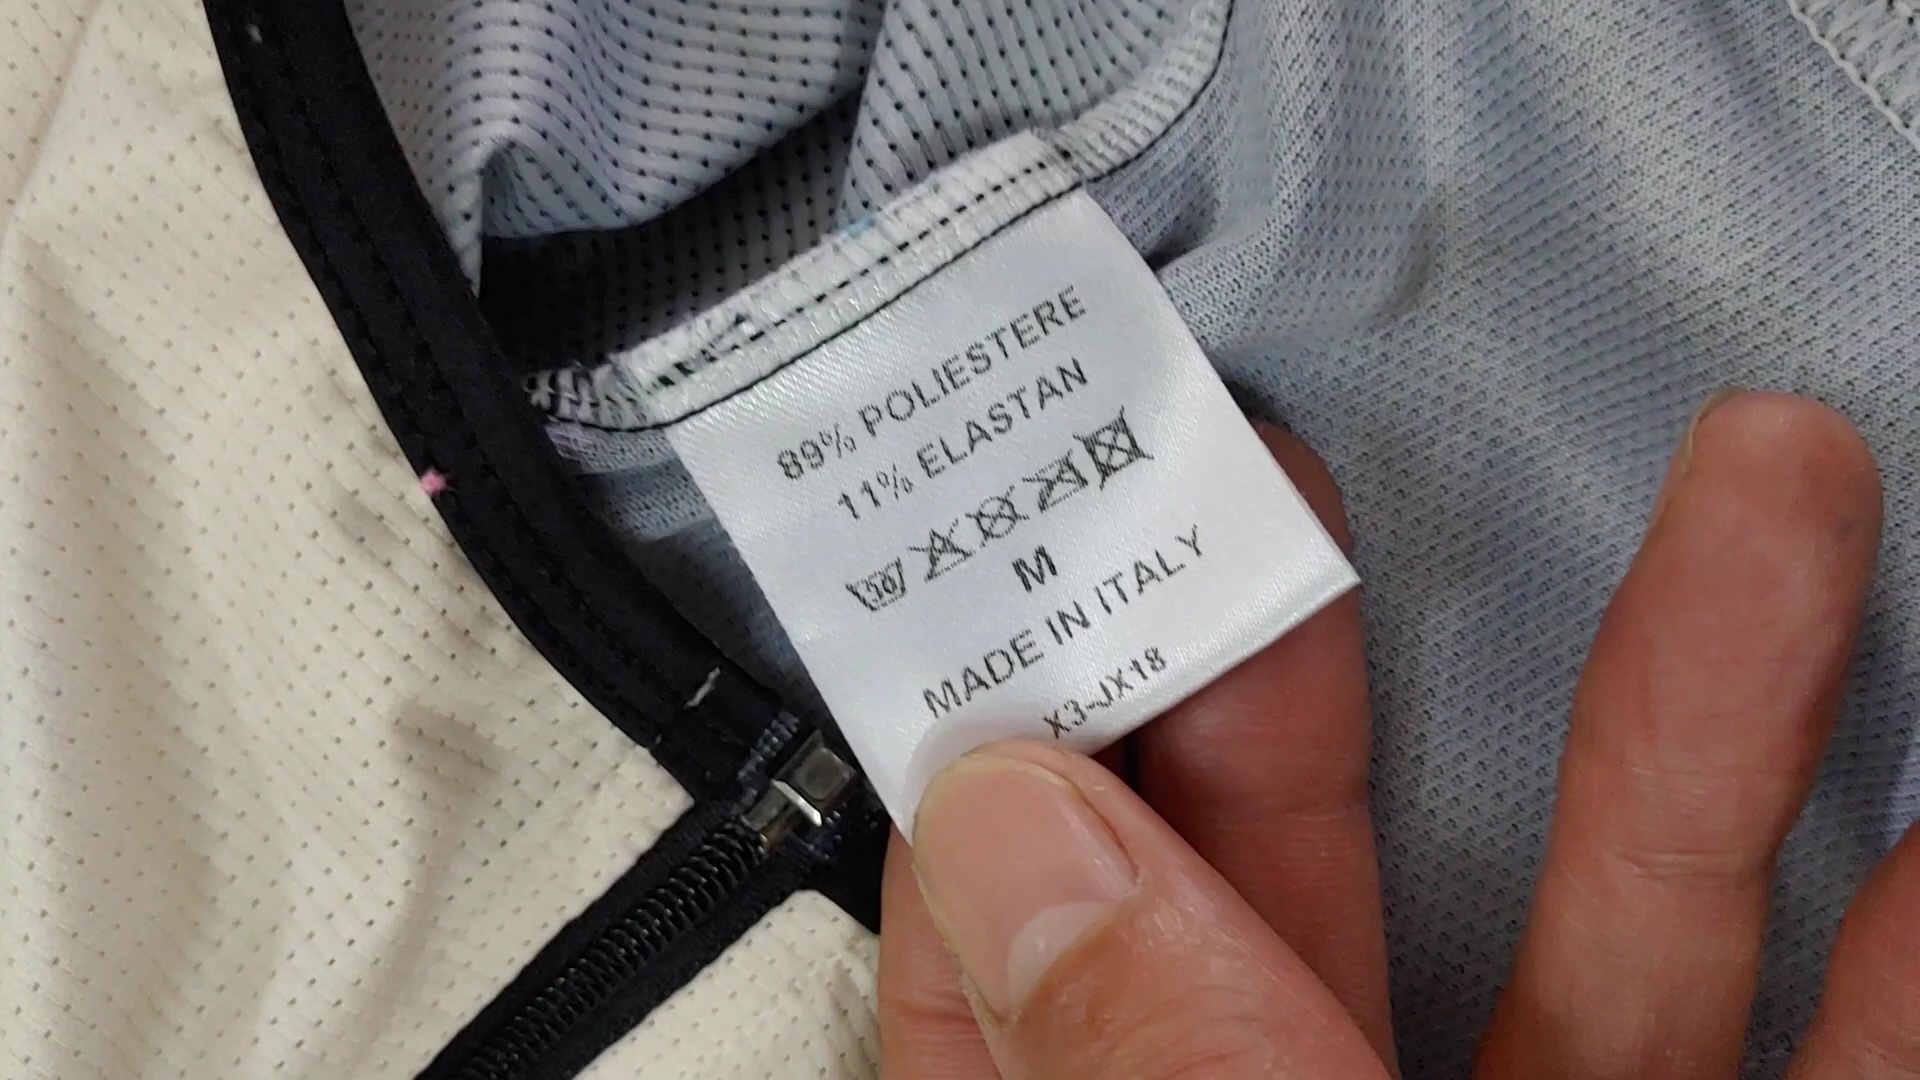 89% POLIESTERE
11% ELASTAN
M
MADE IN ITALY
X3-JX18